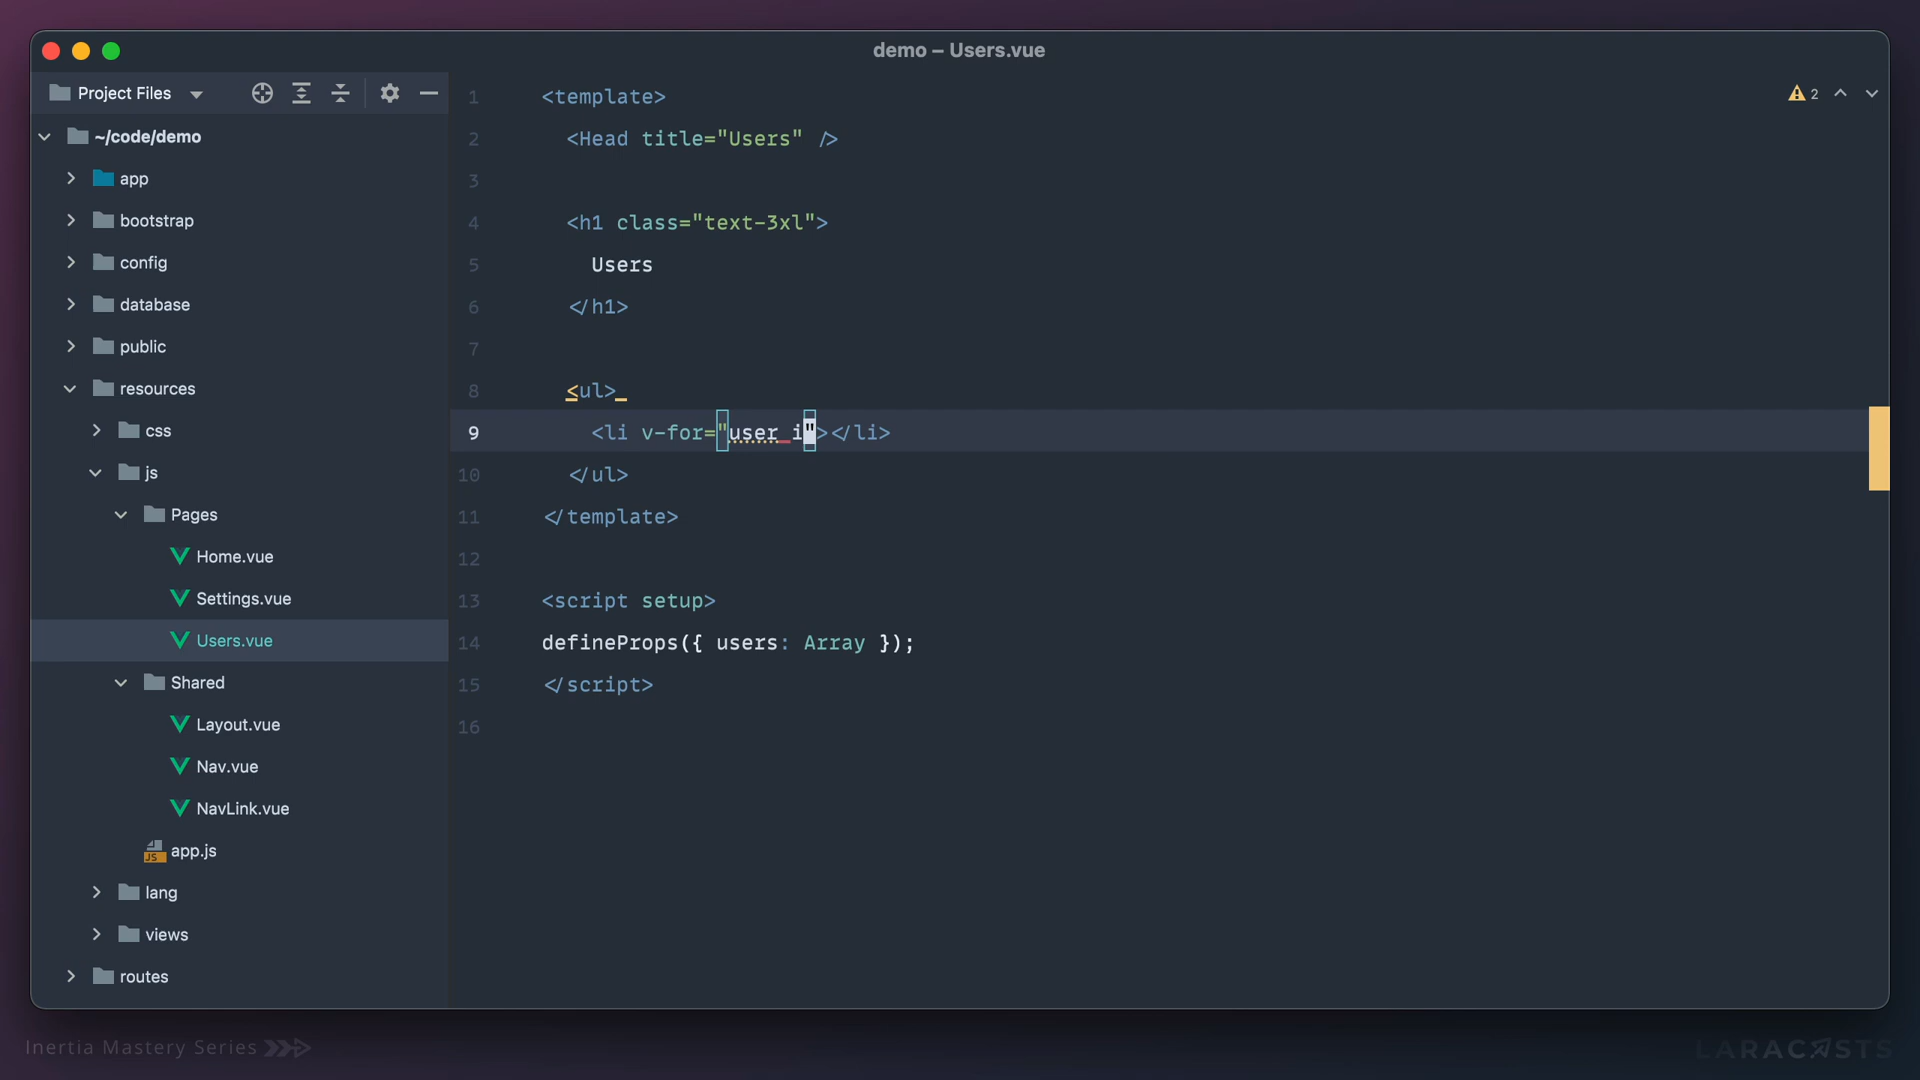 demo – Users.vue
Project Files
~/code/demo
app
bootstrap
config
database
public
resources
css
js
Pages
Home.vue
Settings.vue
Users.vue
Shared
Layout.vue
Nav.vue
NavLink.vue
JS app.js
lang
views
routes
2
1 <template>
2 <Head title="Users" />
3
4 <h1 class="text-3xl">
5 Users
6 </h1>
7
8 <ul>
9 <li v-for="user i"></li>
10 </ul>
11 </template>
12
13 <script setup>
14 defineProps({ users: Array });
15 </script>
16
Inertia Mastery Series
LARACASTS